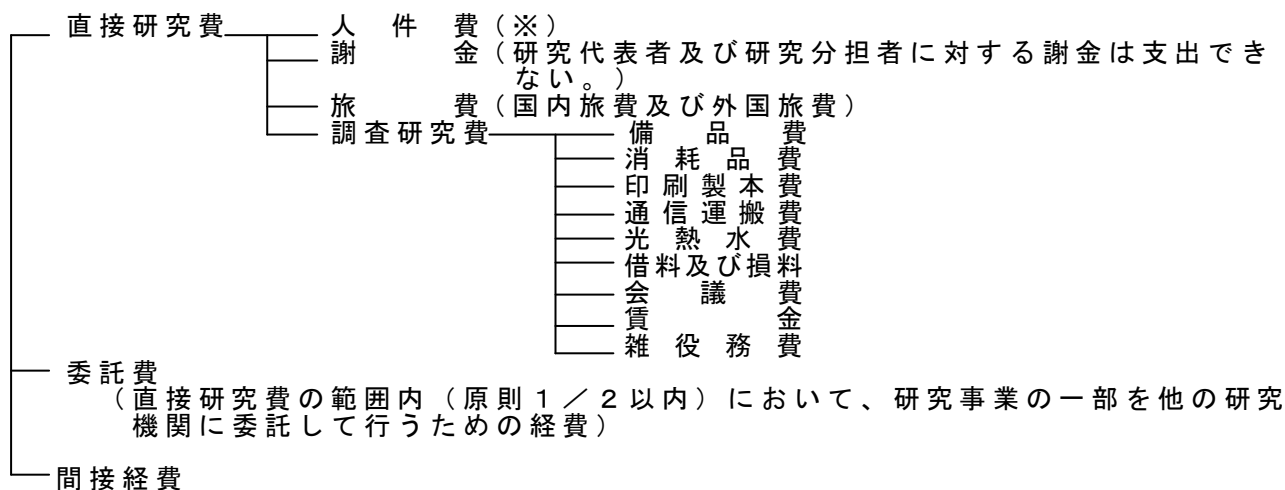 直接研究費 人件費(※)
謝金(研究代表者及び研究分担者に対する謝金は支出でき
ない。)
旅費(国内旅費及び外国旅費)
調査研究費 備品費
消耗品費
印刷製本費
通信運搬費
光熱水費
借料及び損料
会議費
賃金
雑役務費
委託費
(直接研究費の範囲内(原則1/2以内)において、研究事業の一部を他の研究
機関に委託して行うための経費)
間接経費